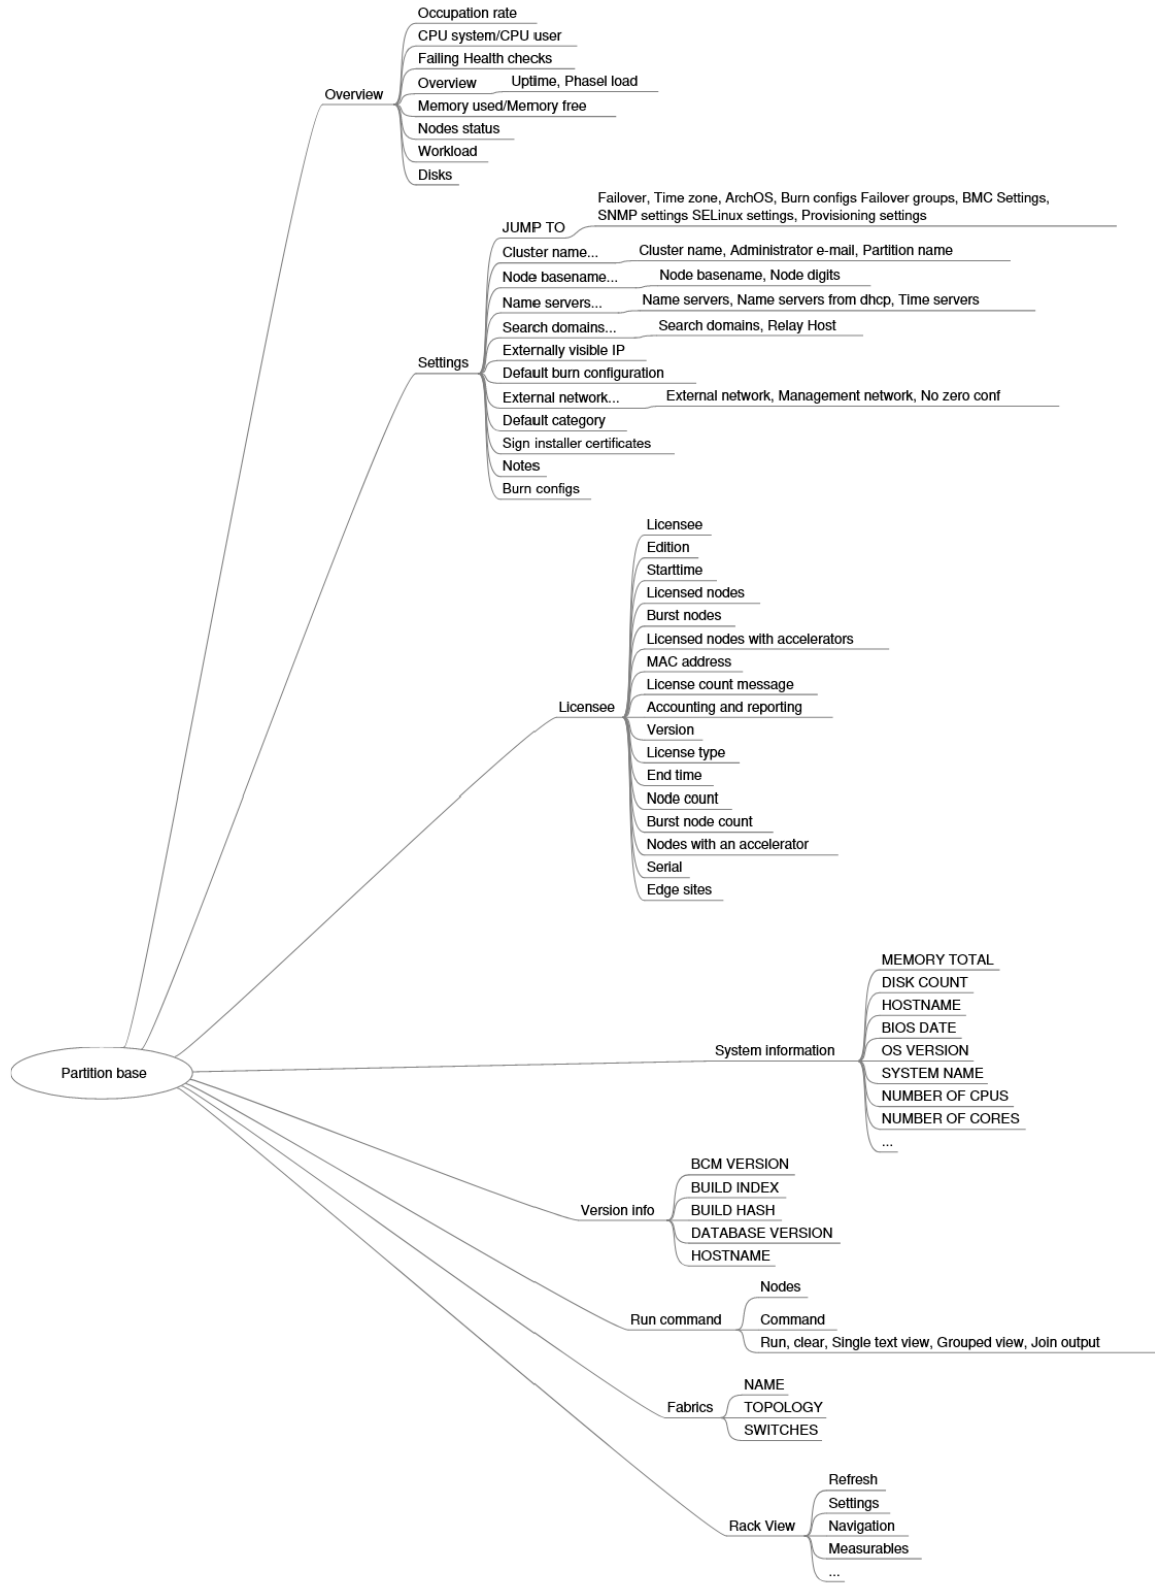 Occupation rate
CPU system/CPU user
Failing Health checks
Overview
Uptime, Phasel load
Overview
Memory used/Memory free
Nodes status
Workload
Disks
Failover, Time zone, ArchOS, Burn configs Failover groups, BMC Settings,
SNMP settings SELinux settings, Provisioning settings
JUMP TO
Cluster name...
Cluster name, Administrator e-mail, Partition name
Node basename...
Node basename, Node digits
Name servers...
Name servers, Name servers from dhcp, Time servers
Search domains...
Search domains, Relay Host
Externally visible IP
Settings
Default burn configuration
External network...
External network, Management network, No zero conf
Default category
Sign installer certificates
Notes
Burn configs
Licensee
Edition
Starttime
Licensed nodes
Burst nodes
Licensed nodes with accelerators
MAC address
License count message
Licensee
Accounting and reporting
Version
License type
End time
Node count
Burst node count
Nodes with an accelerator
Serial
Edge sites
MEMORY TOTAL
DISK COUNT
HOSTNAME
BIOS DATE
System information
OS VERSION
Partition base
SYSTEM NAME
NUMBER OF CPUS
NUMBER OF CORES
...
BCM VERSION
BUILD INDEX
Version info
BUILD HASH
DATABASE VERSION
HOSTNAME
Nodes
Run command
Command
Run, clear, Single text view, Grouped view, Join output
NAME
Fabrics
TOPOLOGY
SWITCHES
Refresh
Settings
Rack View
Navigation
Measurables
...